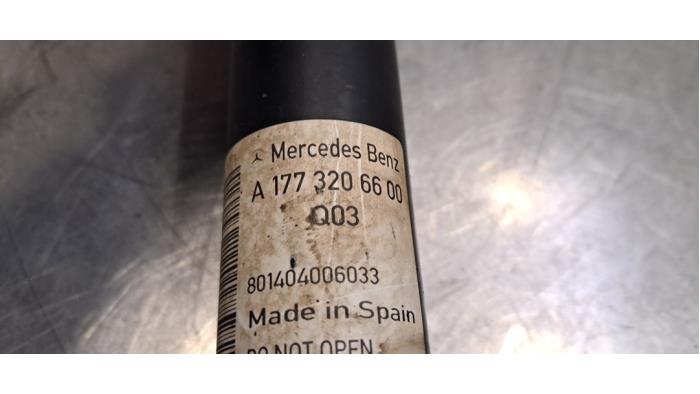 Mercedes Benz
A 177 320 66 00
Q03
801404006033
Made in Spain
DO NOT OPEN